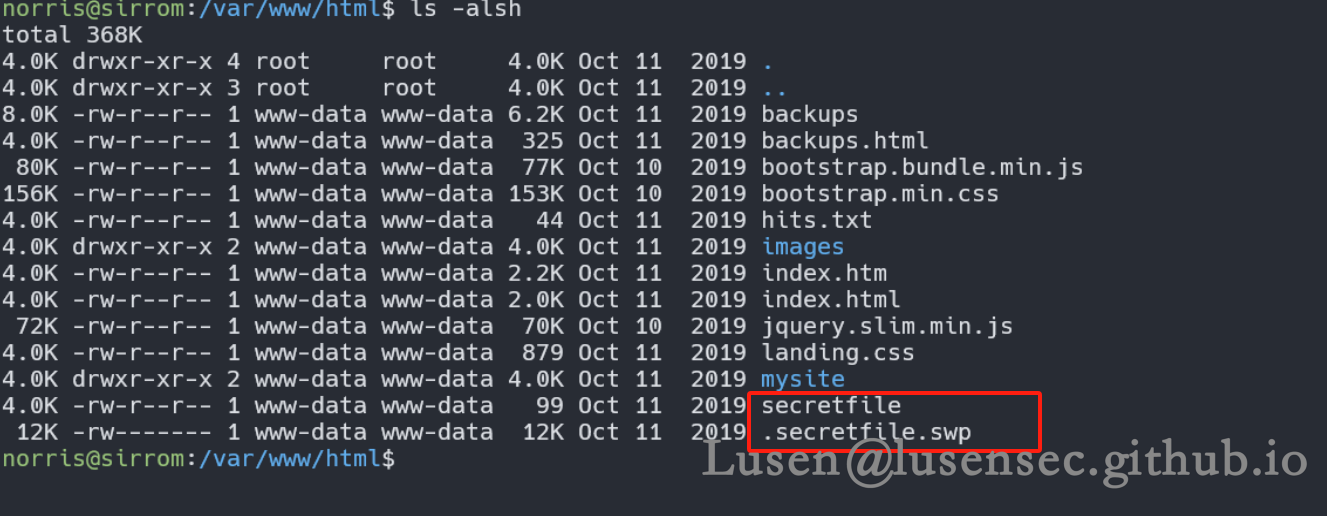 norris@sirrom:/var/www/html$ ls -alsh
total 368K
4.0K drwxr-xr-x 4 root     root     4.0K Oct 11  2019 .
4.0K drwxr-xr-x 3 root     root     4.0K Oct 11  2019 ..
8.0K -rw-r--r-- 1 www-data www-data 6.2K Oct 11  2019 backups
4.0K -rw-r--r-- 1 www-data www-data  325 Oct 11  2019 backups.html
 80K -rw-r--r-- 1 www-data www-data  77K Oct 10  2019 bootstrap.bundle.min.js
156K -rw-r--r-- 1 www-data www-data 153K Oct 10  2019 bootstrap.min.css
4.0K -rw-r--r-- 1 www-data www-data   44 Oct 11  2019 hits.txt
4.0K drwxr-xr-x 2 www-data www-data 4.0K Oct 11  2019 images
4.0K -rw-r--r-- 1 www-data www-data 2.2K Oct 11  2019 index.htm
4.0K -rw-r--r-- 1 www-data www-data 2.0K Oct 11  2019 index.html
 72K -rw-r--r-- 1 www-data www-data  70K Oct 10  2019 jquery.slim.min.js
4.0K -rw-r--r-- 1 www-data www-data  879 Oct 11  2019 landing.css
4.0K drwxr-xr-x 2 www-data www-data 4.0K Oct 11  2019 mysite
4.0K -rw-r--r-- 1 www-data www-data   99 Oct 11  2019 secretfile
 12K -rw------- 1 www-data www-data  12K Oct 11  2019 .secretfile.swp
norris@sirrom:/var/www/html$
Lusen@lusensec.github.io